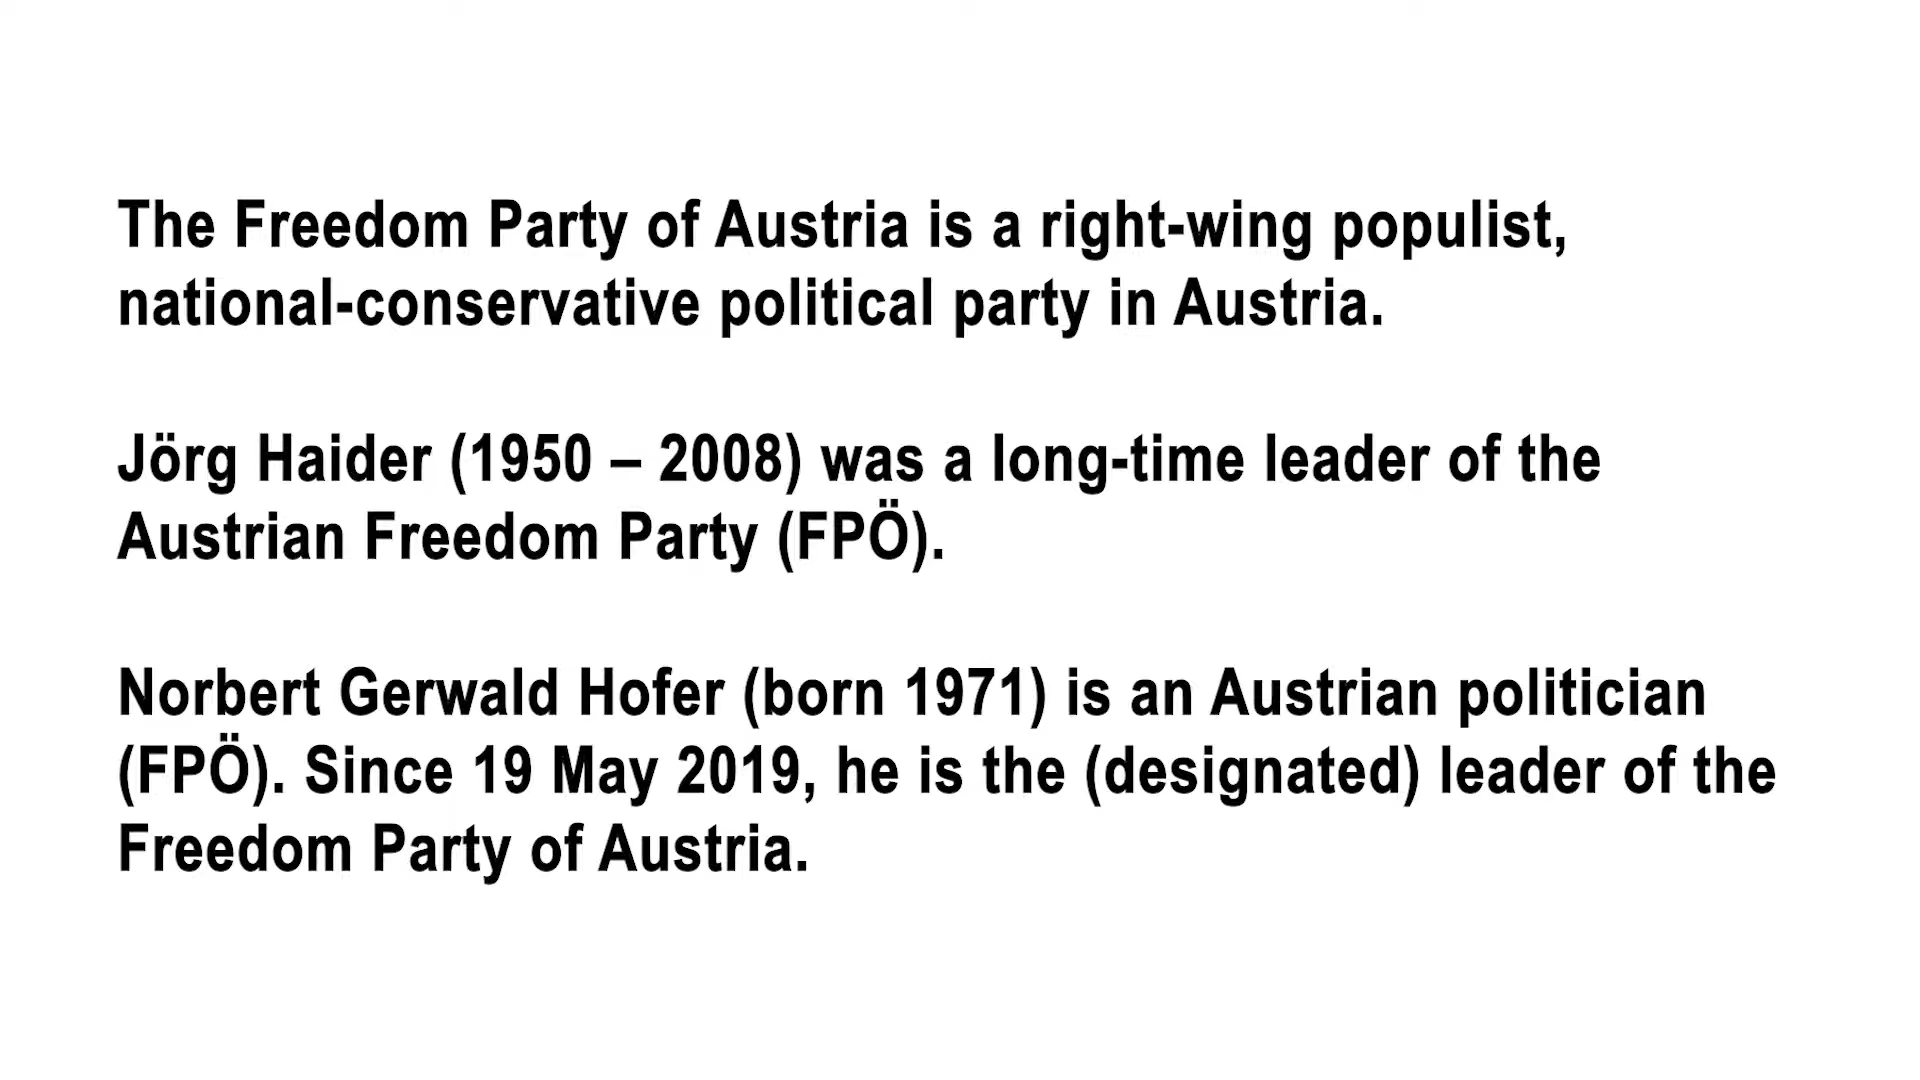 The Freedom Party of Austria is a right-wing populist,
national-conservative political party in Austria.
Jörg Haider (1950 – 2008) was a long-time leader of the
Austrian Freedom Party (FPÖ).
Norbert Gerwald Hofer (born 1971) is an Austrian politician
(FPÖ). Since 19 May 2019, he is the (designated) leader of the
Freedom Party of Austria.